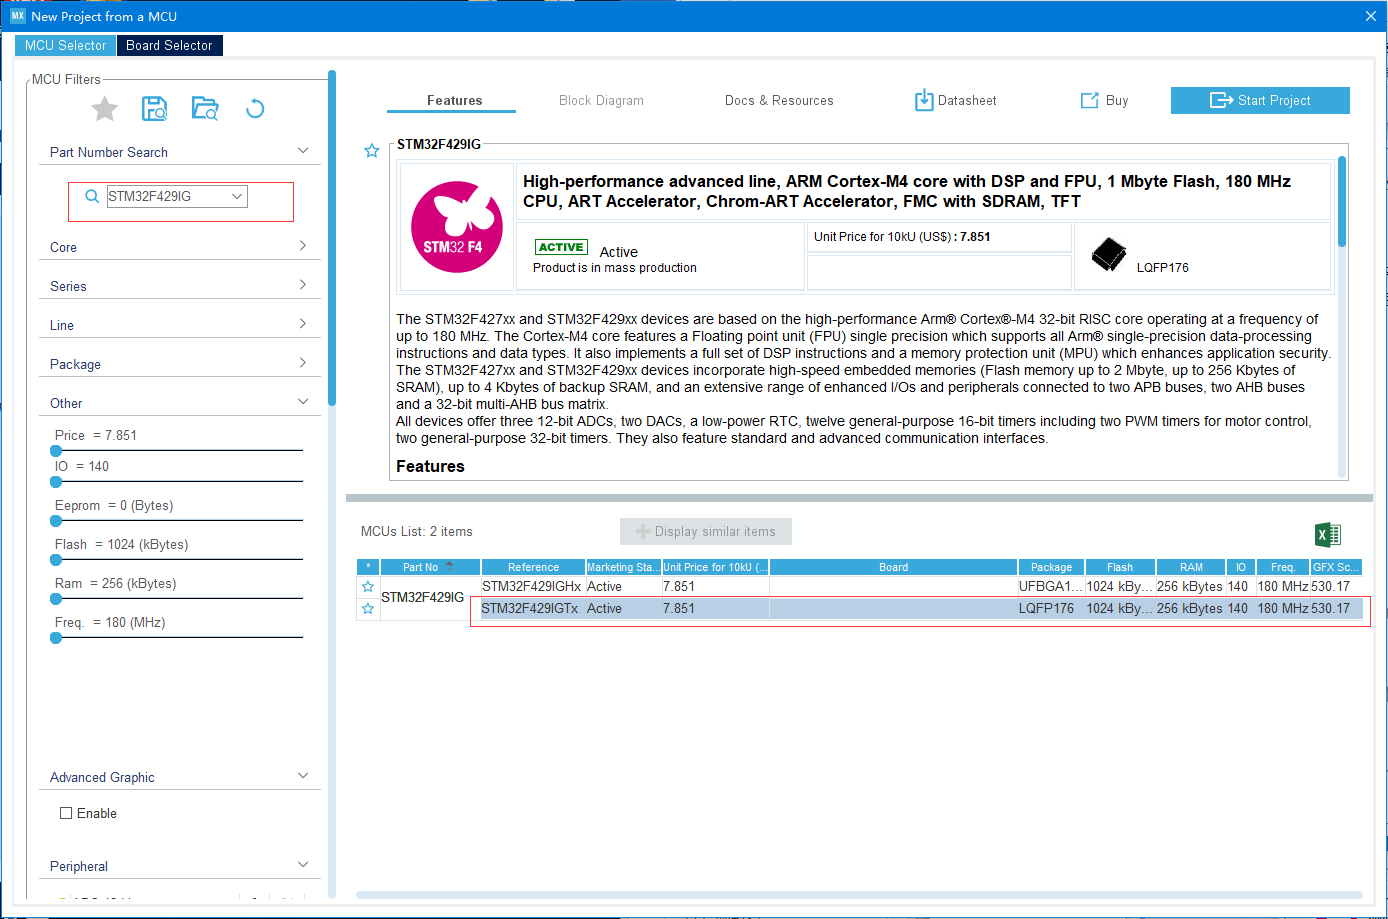 MX New Project from a MCU
MCU Selector
Board Selector
MCU Filters
Part Number Search
STM32F429IG
Core
Series
Line
Package
Other
Price = 7.851
IO = 140
Eeprom = 0 (Bytes)
Flash = 1024 (kBytes)
Ram = 256 (kBytes)
Freq. = 180 (MHz)
Advanced Graphic
Enable
Peripheral
Features
Block Diagram
Docs & Resources
Datasheet
Buy
Start Project
STM32F429IG
STM32 F4
High-performance advanced line, ARM Cortex-M4 core with DSP and FPU, 1 Mbyte Flash, 180 MHz
CPU, ART Accelerator, Chrom-ART Accelerator, FMC with SDRAM, TFT
ACTIVE Active
Product is in mass production
Unit Price for 10kU (US$) : 7.851
LQFP176
The STM32F427xx and STM32F429xx devices are based on the high-performance Arm® Cortex®-M4 32-bit RISC core operating at a frequency of
up to 180 MHz. The Cortex-M4 core features a Floating point unit (FPU) single precision which supports all Arm® single-precision data-processing
instructions and data types. It also implements a full set of DSP instructions and a memory protection unit (MPU) which enhances application security.
The STM32F427xx and STM32F429xx devices incorporate high-speed embedded memories (Flash memory up to 2 Mbyte, up to 256 Kbytes of
SRAM), up to 4 Kbytes of backup SRAM, and an extensive range of enhanced I/Os and peripherals connected to two APB buses, two AHB buses
and a 32-bit multi-AHB bus matrix.
All devices offer three 12-bit ADCs, two DACs, a low-power RTC, twelve general-purpose 16-bit timers including two PWM timers for motor control,
two general-purpose 32-bit timers. They also feature standard and advanced communication interfaces.
Features
MCUs List: 2 items
Display similar items
* Part No Reference Marketing Sta... Unit Price for 10kU (... Board Package Flash RAM IO Freq. GFX Sc...
STM32F429IG
STM32F429IGHx Active 7.851 UFBGA1... 1024 kBy... 256 kBytes 140 180 MHz 530.17
STM32F429IGTx Active 7.851 LQFP176 1024 kBy... 256 kBytes 140 180 MHz 530.17